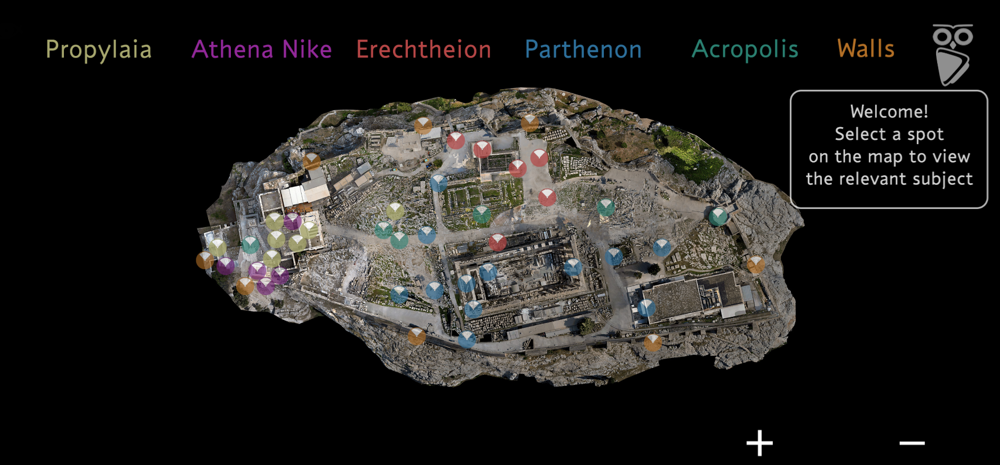 Propylaia Athena Nike Erechtheion Parthenon Acropolis Walls
Welcome!
Select a spot
on the map to view
the relevant subject
+ −